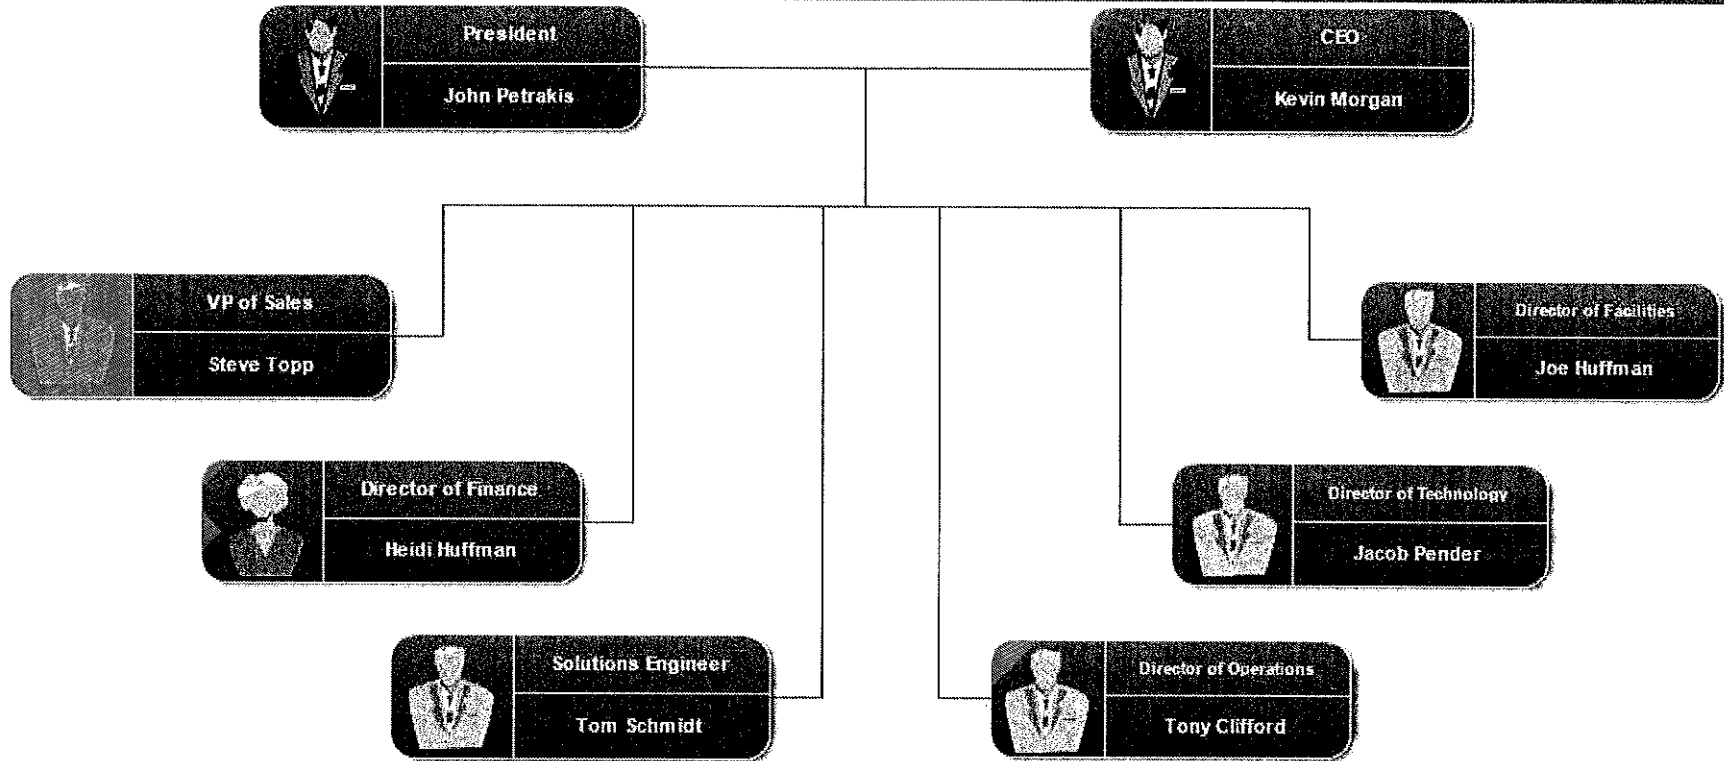 President
John Petrakis
CEO
Kevin Morgan
VP of Sales
Steve Topp
Director of Facilities
Joe Huffman
Director of Finance
Heidi Huffman
Director of Technology
Jacob Pender
Solutions Engineer
Tom Schmidt
Director of Operations
Tony Clifford